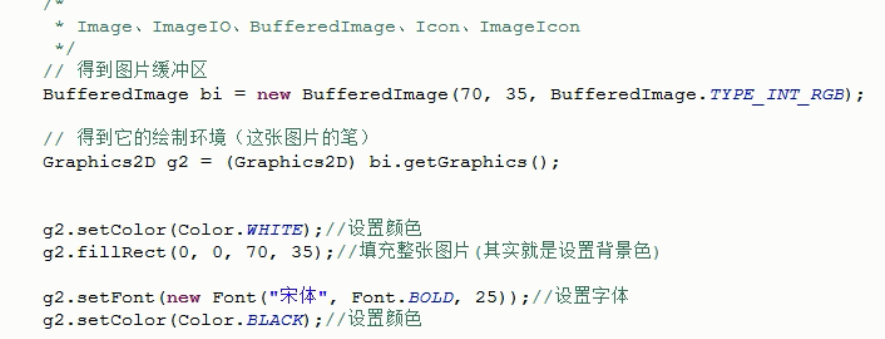 /*
 * Image、ImageIO、BufferedImage、Icon、ImageIcon
 */
// 得到图片缓冲区
BufferedImage bi = new BufferedImage(70, 35, BufferedImage.TYPE_INT_RGB);
// 得到它的绘制环境（这张图片的笔）
Graphics2D g2 = (Graphics2D) bi.getGraphics();
g2.setColor(Color.WHITE);//设置颜色
g2.fillRect(0, 0, 70, 35);//填充整张图片(其实就是设置背景色)
g2.setFont(new Font("宋体", Font.BOLD, 25));//设置字体
g2.setColor(Color.BLACK);//设置颜色